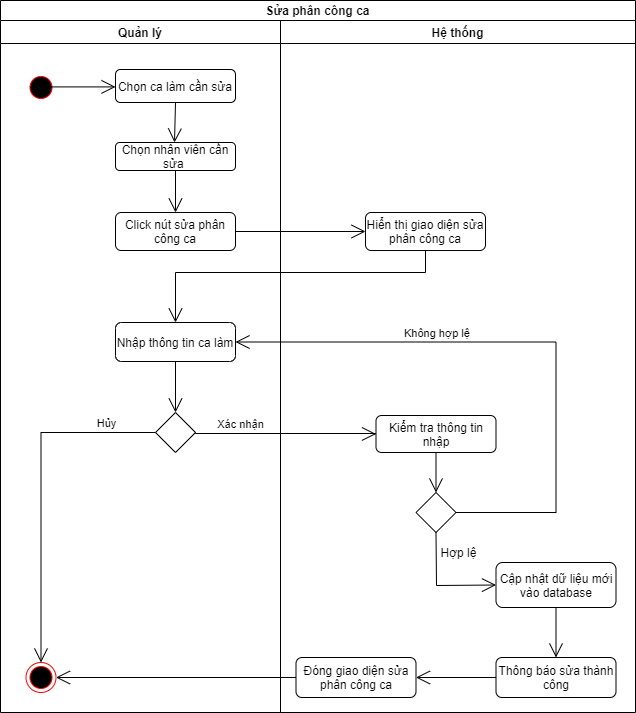 Sửa phân công ca
Quản lý
Hệ thống
Chọn ca làm cần sửa
Chọn nhân viên cần
sửa
Click nút sửa phân
công ca
Hiển thị giao diện sửa
phân công ca
Nhập thông tin ca làm
Không hợp lệ
Hủy
Xác nhận
Kiểm tra thông tin
nhập
Hợp lệ
Cập nhật dữ liệu mới
vào database
Thông báo sửa thành
công
Đóng giao diện sửa
phân công ca